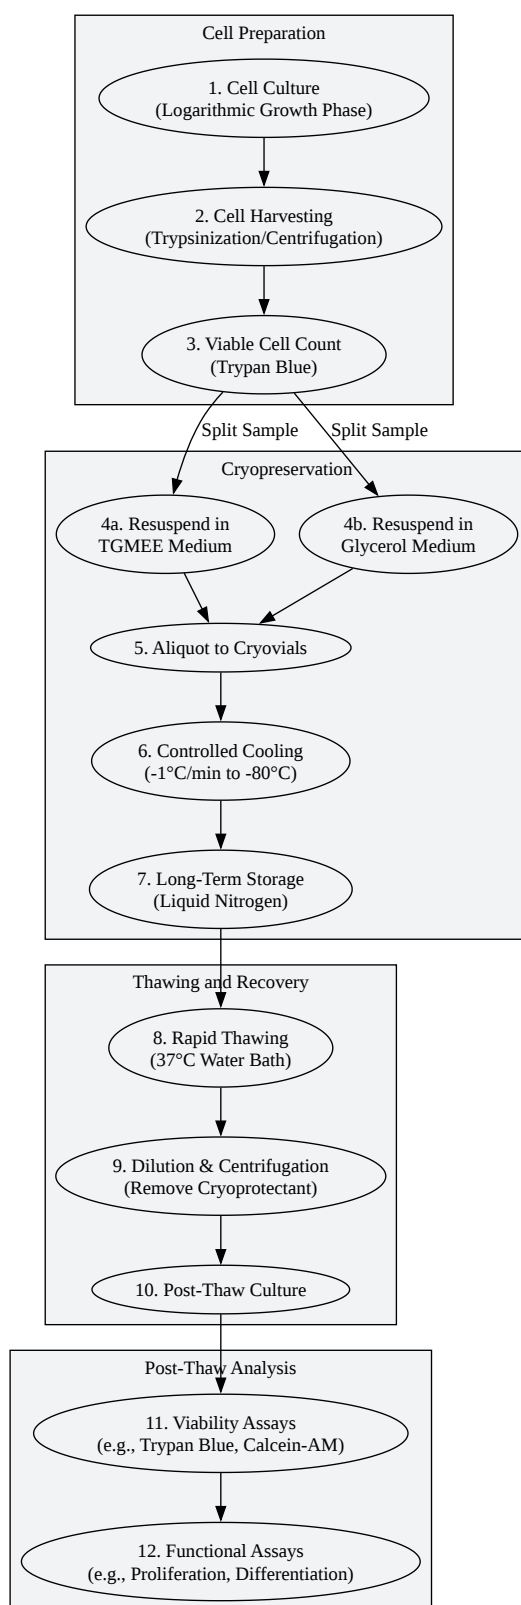 Cell Preparation
1. Cell Culture
(Logarithmic Growth Phase)
2. Cell Harvesting
(Trypsinization/Centrifugation)
3. Viable Cell Count
(Trypan Blue)
Split Sample
Split Sample
Cryopreservation
4a. Resuspend in
TGMEE Medium
4b. Resuspend in
Glycerol Medium
5. Aliquot to Cryovials
6. Controlled Cooling
(-1°C/min to -80°C)
7. Long-Term Storage
(Liquid Nitrogen)
Thawing and Recovery
8. Rapid Thawing
(37°C Water Bath)
9. Dilution & Centrifugation
(Remove Cryoprotectant)
10. Post-Thaw Culture
Post-Thaw Analysis
11. Viability Assays
(e.g., Trypan Blue, Calcein-AM)
12. Functional Assays
(e.g., Proliferation, Differentiation)